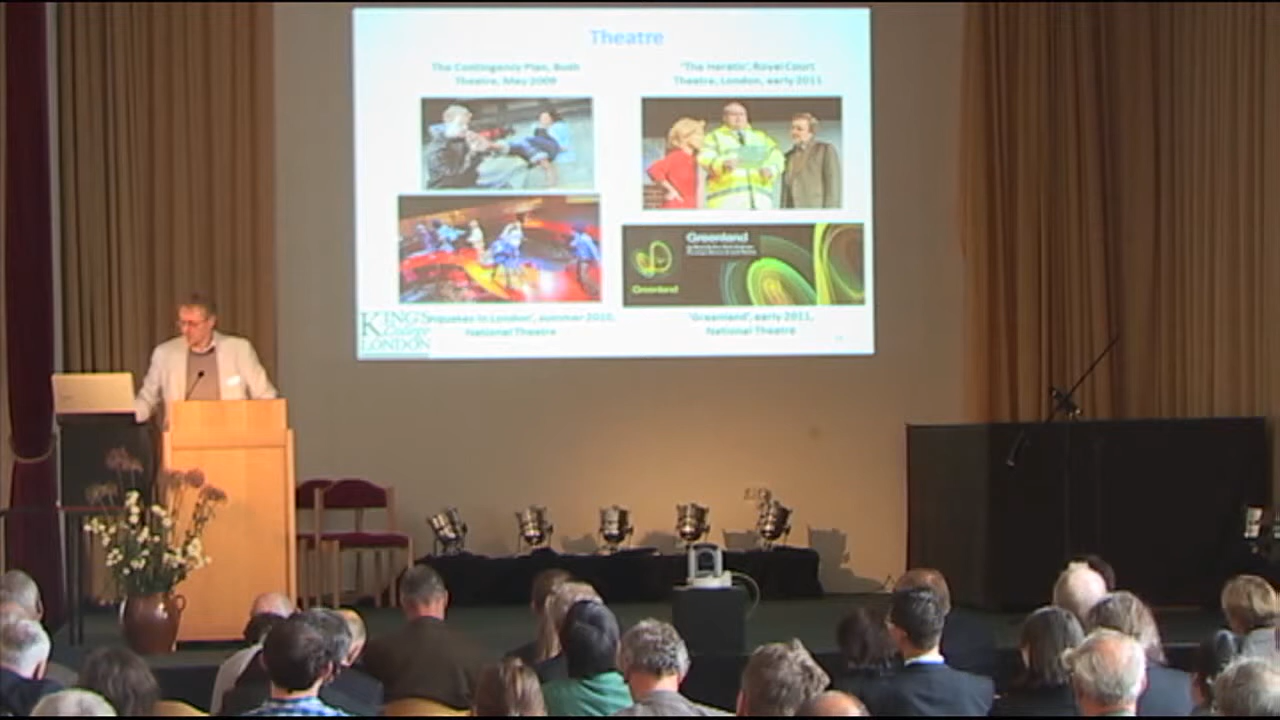 Theatre
The Contingency Plan, Bush
Theatre, May 2009
'The Heretic', Royal Court
Theatre, London, early 2011
Greenland
Greenland
KING'S
College
LONDON
in London', summer 2010,
National Theatre
'Greenland', early 2011,
National Theatre